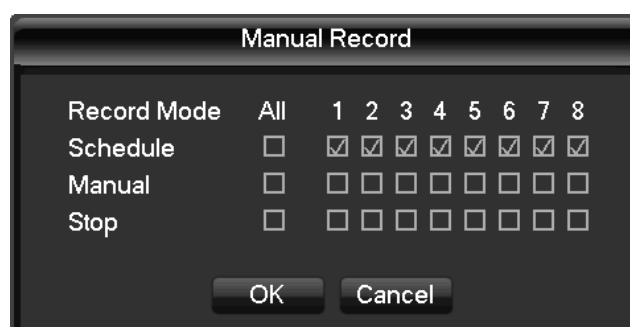 Manual Record
Record Mode All 1 2 3 4 5 6 7 8
Schedule
Manual
Stop
OK Cancel